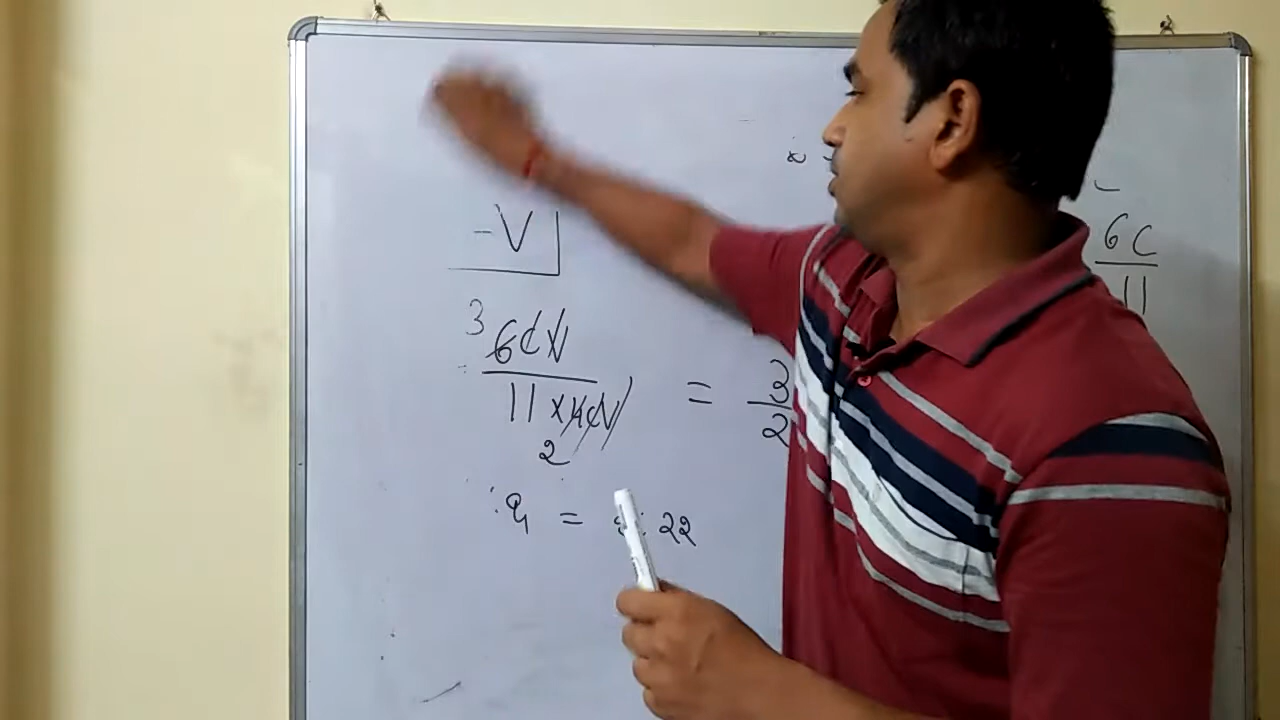 -V
3
6CV
11 x 4CV
2
= 3
2
: q = : 22
6C
11